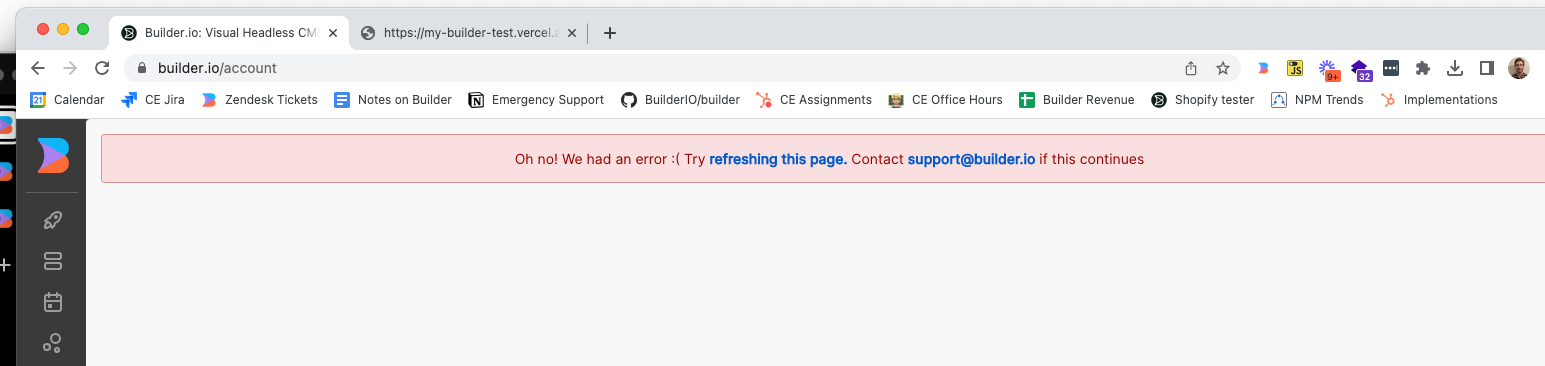 Builder.io: Visual Headless CM
https://my-builder-test.vercel.a
builder.io/account
JS
9+
32
21 Calendar
CE Jira
Zendesk Tickets
Notes on Builder
Emergency Support
BuilderIO/builder
CE Assignments
CE Office Hours
Builder Revenue
Shopify tester
NPM Trends
Implementations
Oh no! We had an error :( Try refreshing this page. Contact support@builder.io if this continues